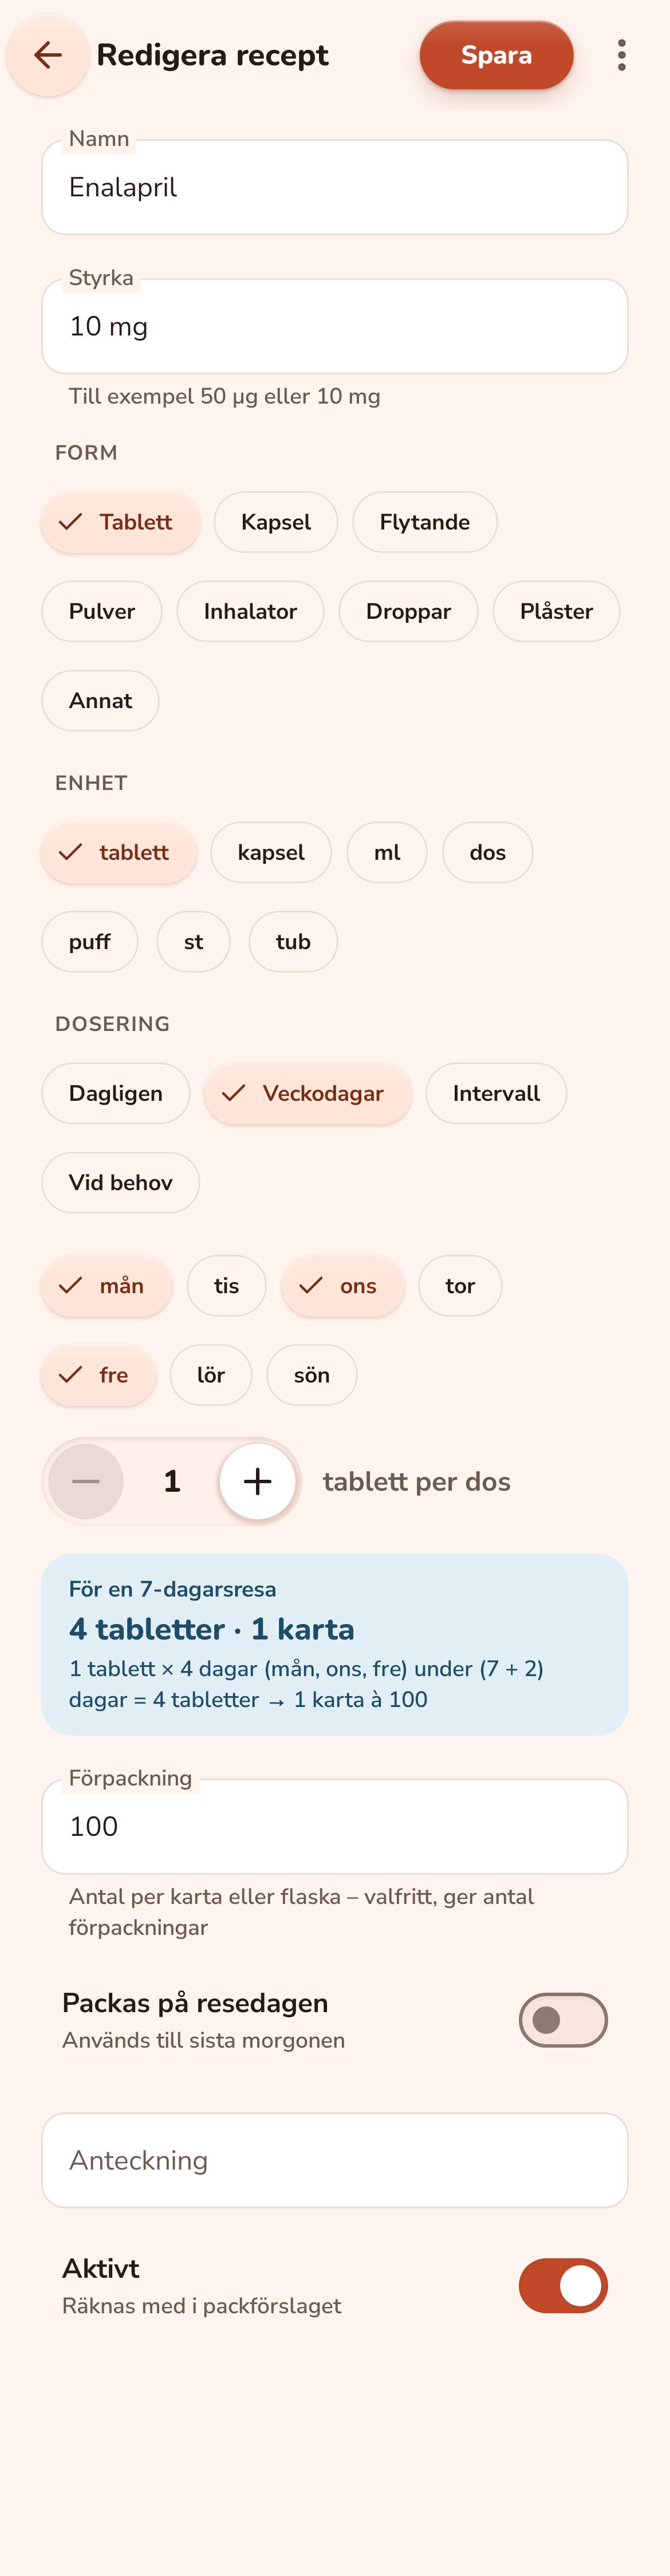 Redigera recept
Spara
Namn
Enalapril
Styrka
10 mg
Till exempel 50 µg eller 10 mg
FORM
Tablett
Kapsel
Flytande
Pulver
Inhalator
Droppar
Plåster
Annat
ENHET
tablett
kapsel
ml
dos
puff
st
tub
DOSERING
Dagligen
Veckodagar
Intervall
Vid behov
mån
tis
ons
tor
fre
lör
sön
1
tablett per dos
För en 7-dagarsresa
4 tabletter · 1 karta
1 tablett × 4 dagar (mån, ons, fre) under (7 + 2)
dagar = 4 tabletter → 1 karta à 100
Förpackning
100
Antal per karta eller flaska – valfritt, ger antal
förpackningar
Packas på resedagen
Används till sista morgonen
Anteckning
Aktivt
Räknas med i packförslaget